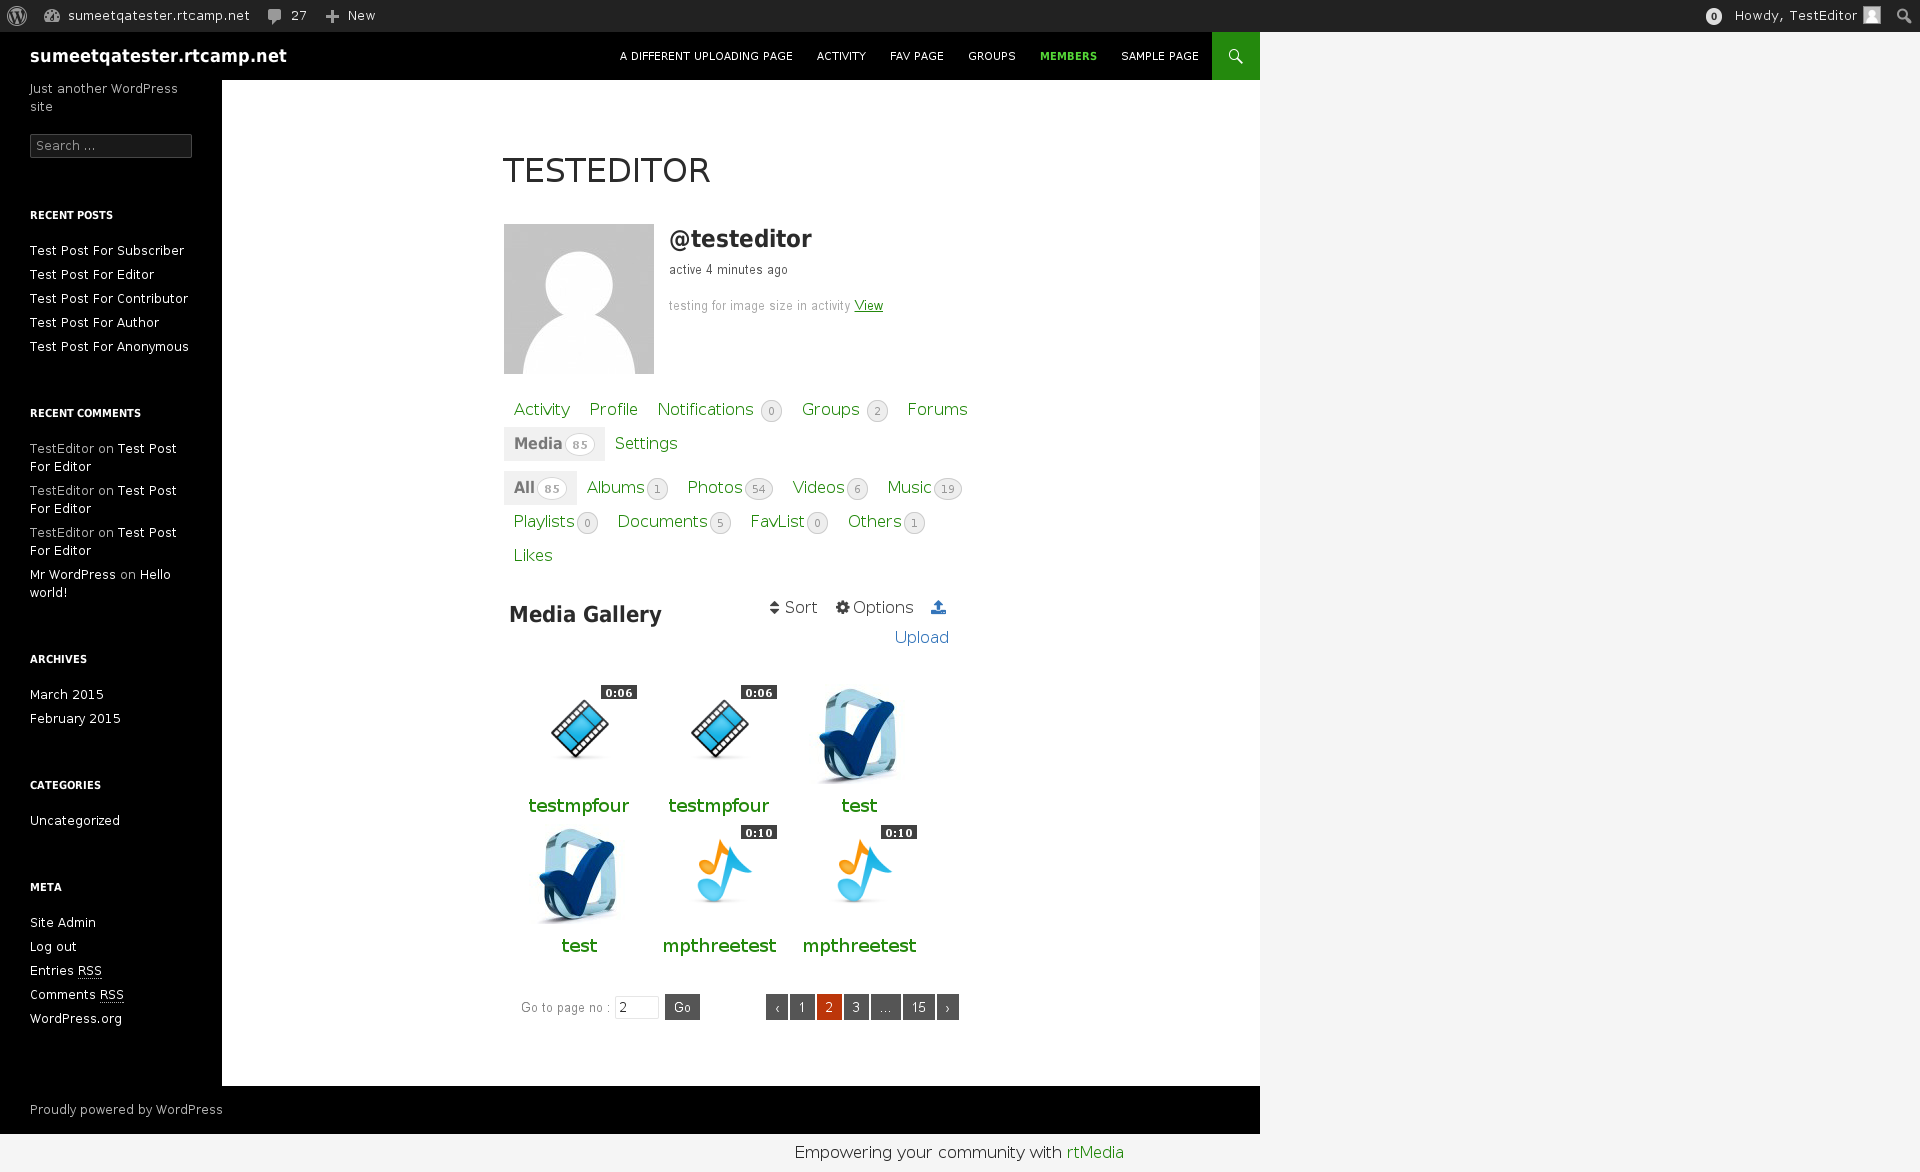 sumeetqatester.rtcamp.net 27 New 0 Howdy, TestEditor
sumeetqatester.rtcamp.net A DIFFERENT UPLOADING PAGE ACTIVITY FAV PAGE GROUPS MEMBERS SAMPLE PAGE
Just another WordPress
site
Search ...
RECENT POSTS
Test Post For Subscriber
Test Post For Editor
Test Post For Contributor
Test Post For Author
Test Post For Anonymous
RECENT COMMENTS
TestEditor on Test Post
For Editor
TestEditor on Test Post
For Editor
TestEditor on Test Post
For Editor
Mr WordPress on Hello
world!
ARCHIVES
March 2015
February 2015
CATEGORIES
Uncategorized
META
Site Admin
Log out
Entries RSS
Comments RSS
WordPress.org
TESTEDITOR
@testeditor
active 4 minutes ago
testing for image size in activity View
Activity Profile Notifications 0 Groups 2 Forums
Media 85 Settings
All 85 Albums 1 Photos 54 Videos 6 Music 19
Playlists 0 Documents 5 FavList 0 Others 1
Likes
Media Gallery Sort Options
Upload
0:06 0:06
testmpfour testmpfour test
0:10 0:10
test mpthreetest mpthreetest
Go to page no : 2 Go ‹ 1 2 3 ... 15 ›
Proudly powered by WordPress
Empowering your community with rtMedia